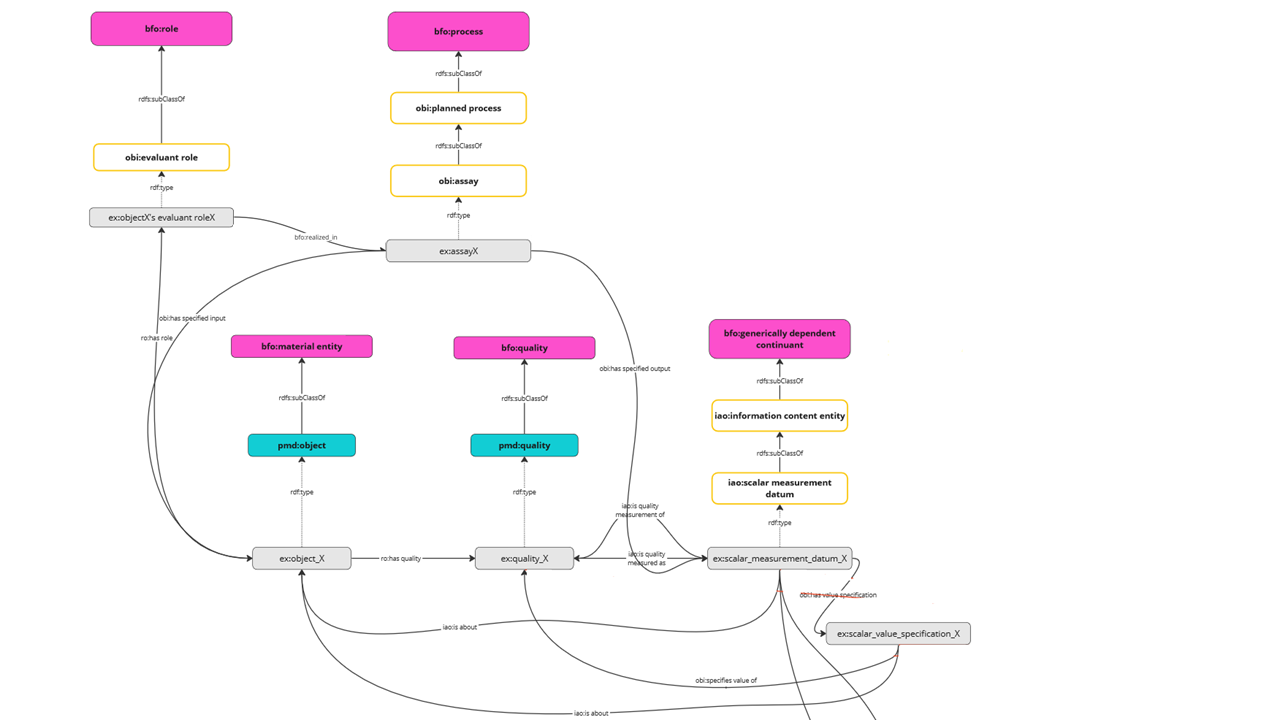 bfo:role
bfo:process
rdfs:subClassOf
rdfs:subClassOf
obi:planned process
rdfs:subClassOf
obi:evaluant role
obi:assay
rdf:type
rdf:type
ex:objectX's evaluant roleX
bfo:realized_in
ex:assayX
obi:has specified input
ro:has role
bfo:material entity
bfo:quality
bfo:generically dependent
continuant
obi:has specified output
rdfs:subClassOf
rdfs:subClassOf
rdfs:subClassOf
iao:information content entity
pmd:object
pmd:quality
rdfs:subClassOf
iao:scalar measurement
datum
rdf:type
rdf:type
iao:is quality
measurement of
rdf:type
ex:object_X
ro:has quality
ex:quality_X
iao:is quality
measured as
ex:scalar_measurement_datum_X
obi:has value specification
iao:is about
ex:scalar_value_specification_X
obi:specifies value of
iao:is about